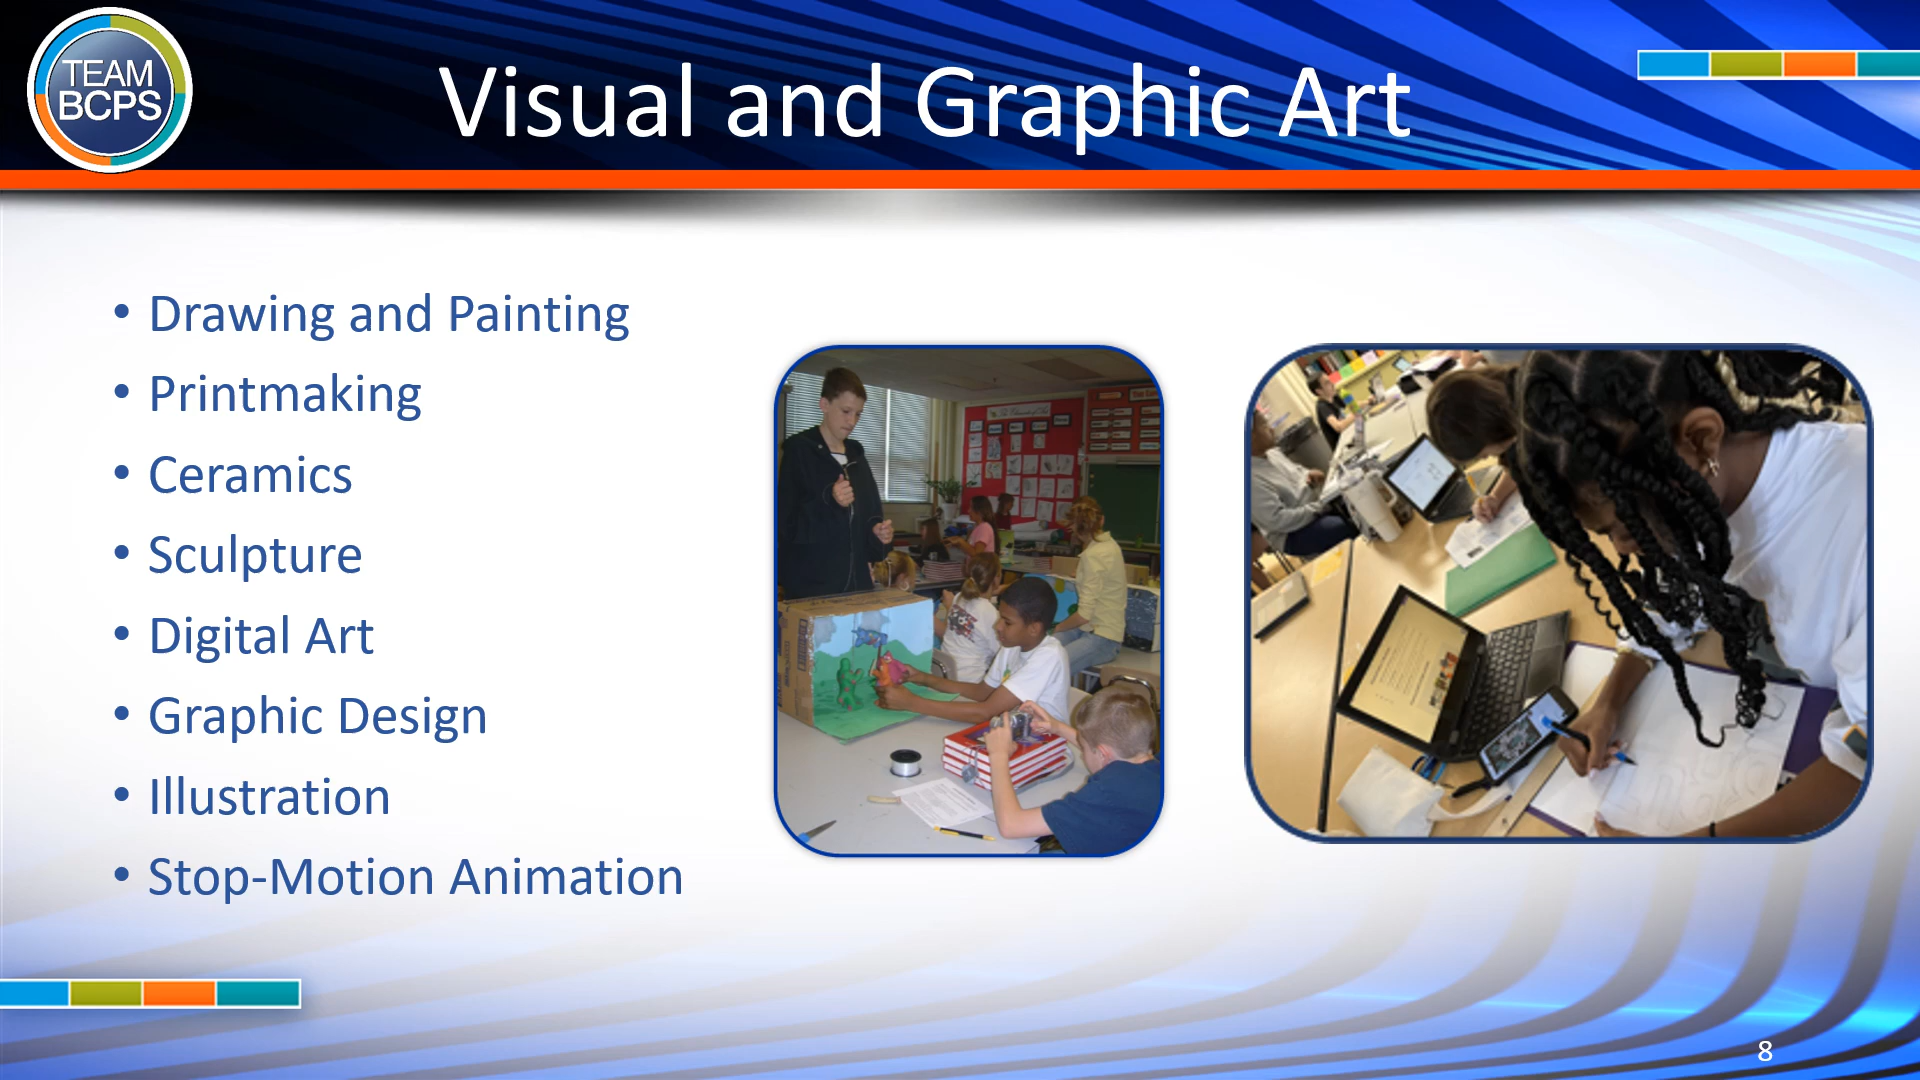 TEAM
BCPS
Visual and Graphic Art
• Drawing and Painting
• Printmaking
• Ceramics
• Sculpture
• Digital Art
• Graphic Design
• Illustration
• Stop-Motion Animation
8